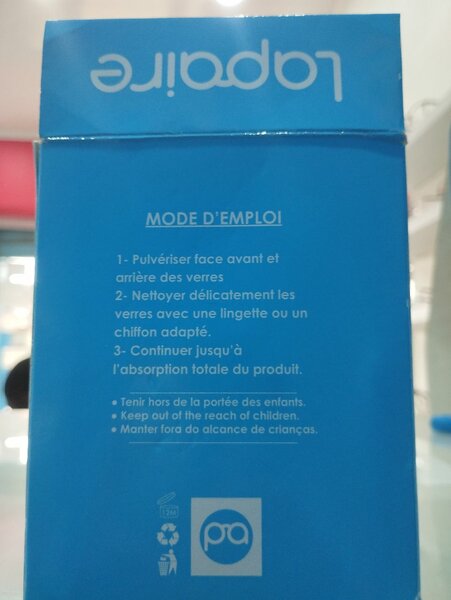 Lapaire
MODE D'EMPLOI
1- Pulvériser face avant et
arrière des verres
2- Nettoyer délicatement les
verres avec une lingette ou un
chiffon adapté.
3- Continuer jusqu'à
l'absorption totale du produit.
• Tenir hors de la portée des enfants.
• Keep out of the reach of children.
• Manter fora do alcance de crianças.
12M